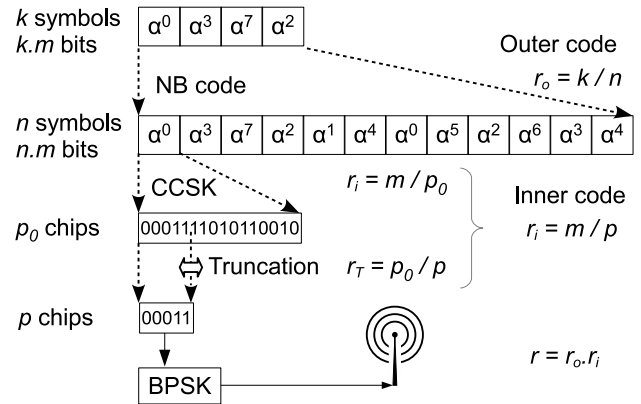 k symbols
k.m bits
α⁰ α³ α⁷ α²
Outer code
rₒ = k / n
NB code
n symbols
n.m bits
α⁰ α³ α⁷ α² α¹ α⁴ α⁰ α⁵ α² α⁶ α³ α⁴
CCSK
rᵢ = m / p₀
Inner code
rᵢ = m / p
p₀ chips
00011111010110010
Truncation
r_T = p₀ / p
p chips
00011
BPSK
r = rₒ.rᵢ